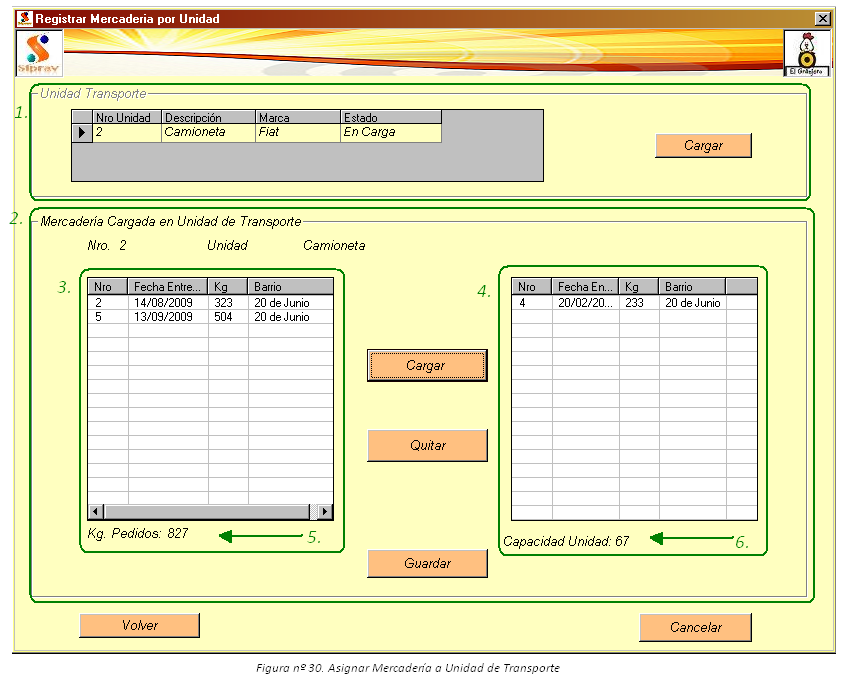 Registrar Mercaderia por Unidad
Siprav
El Granjero
1.
Unidad Transporte
Nro Unidad Descripción Marca Estado
2 Camioneta Fiat En Carga
Cargar
2.
Mercadería Cargada en Unidad de Transporte
Nro. 2 Unidad Camioneta
3.
Nro Fecha Entre... Kg Barrio
2 14/08/2009 323 20 de Junio
5 13/09/2009 504 20 de Junio
Kg. Pedidos: 827
5.
Cargar
Quitar
Guardar
4.
Nro Fecha En... Kg Barrio
4 20/02/20... 233 20 de Junio
Capacidad Unidad: 67
6.
Volver
Cancelar
Figura nº 30. Asignar Mercadería a Unidad de Transporte